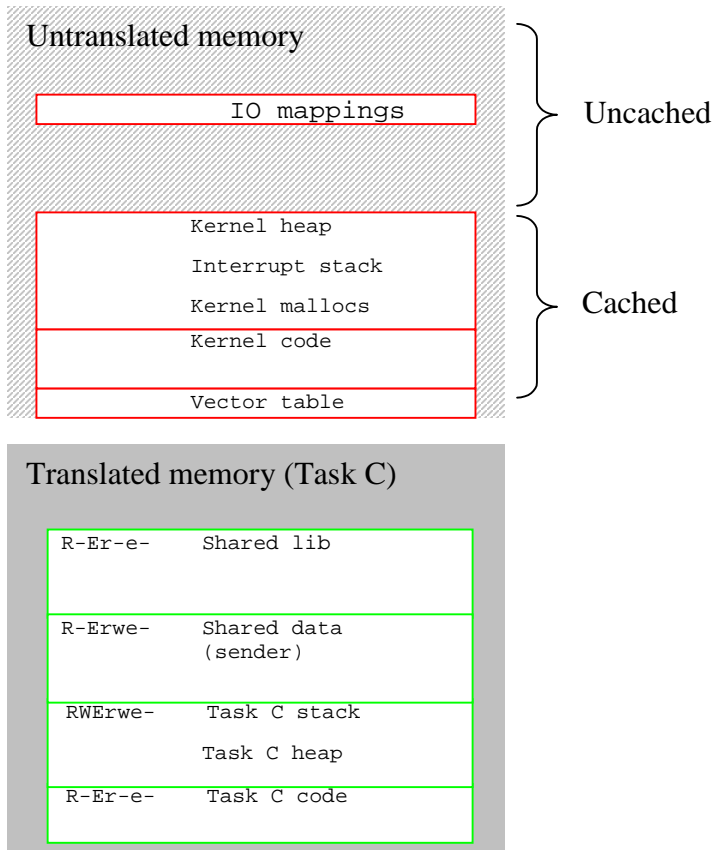 Untranslated memory
IO mappings
Uncached
Kernel heap
Interrupt stack
Kernel mallocs
Cached
Kernel code
Vector table
Translated memory (Task C)
R-Er-e- Shared lib
R-Erwe- Shared data
(sender)
RWErwe- Task C stack
Task C heap
R-Er-e- Task C code